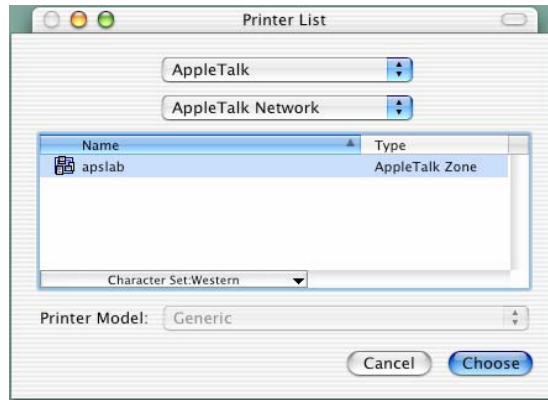 Printer List
AppleTalk
AppleTalk Network
Name Type
apslab AppleTalk Zone
Character Set:Western
Printer Model: Generic
Cancel Choose